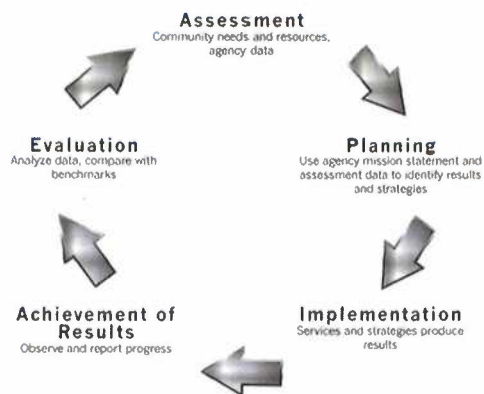 Assessment
Community needs and resources,
agency data
Evaluation
Analyze data, compare with
benchmarks
Planning
Use agency mission statement and
assessment data to identify results
and strategies
Achievement of
Results
Observe and report progress
Implementation
Services and strategies produce
results